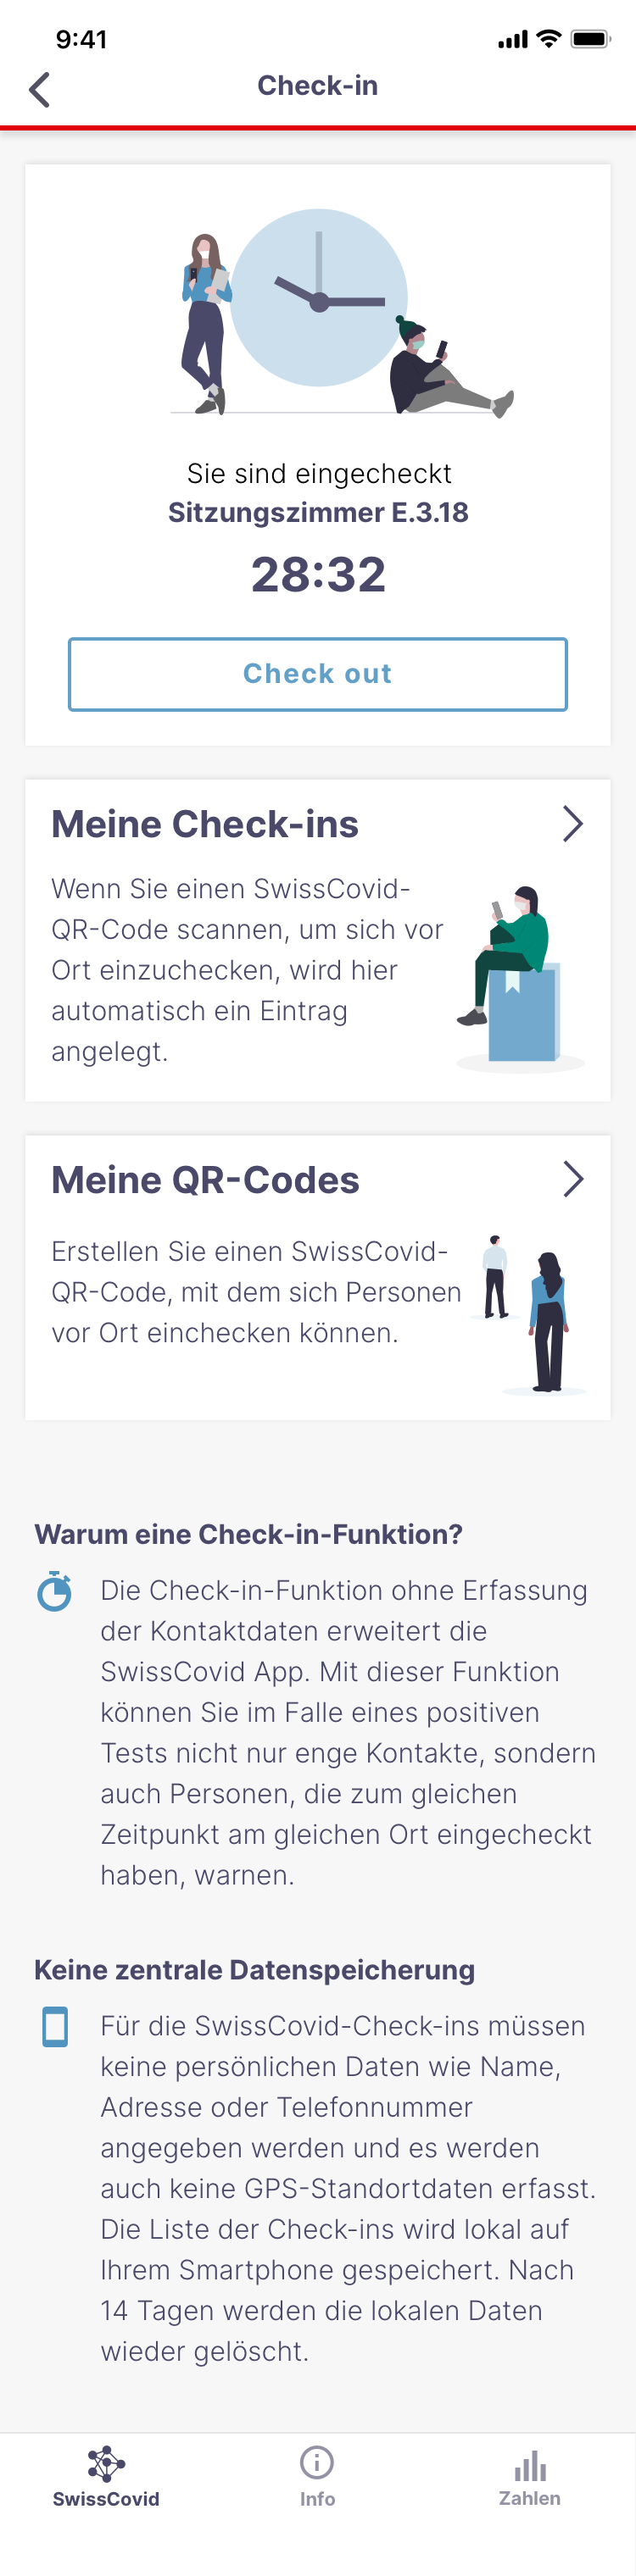 9:41
Check-in
Sie sind eingecheckt
Sitzungszimmer E.3.18
28:32
Check out
Meine Check-ins
Wenn Sie einen SwissCovid-
QR-Code scannen, um sich vor
Ort einzuchecken, wird hier
automatisch ein Eintrag
angelegt.
Meine QR-Codes
Erstellen Sie einen SwissCovid-
QR-Code, mit dem sich Personen
vor Ort einchecken können.
Warum eine Check-in-Funktion?
Die Check-in-Funktion ohne Erfassung
der Kontaktdaten erweitert die
SwissCovid App. Mit dieser Funktion
können Sie im Falle eines positiven
Tests nicht nur enge Kontakte, sondern
auch Personen, die zum gleichen
Zeitpunkt am gleichen Ort eingecheckt
haben, warnen.
Keine zentrale Datenspeicherung
Für die SwissCovid-Check-ins müssen
keine persönlichen Daten wie Name,
Adresse oder Telefonnummer
angegeben werden und es werden
auch keine GPS-Standortdaten erfasst.
Die Liste der Check-ins wird lokal auf
Ihrem Smartphone gespeichert. Nach
14 Tagen werden die lokalen Daten
wieder gelöscht.
SwissCovid
Info
Zahlen